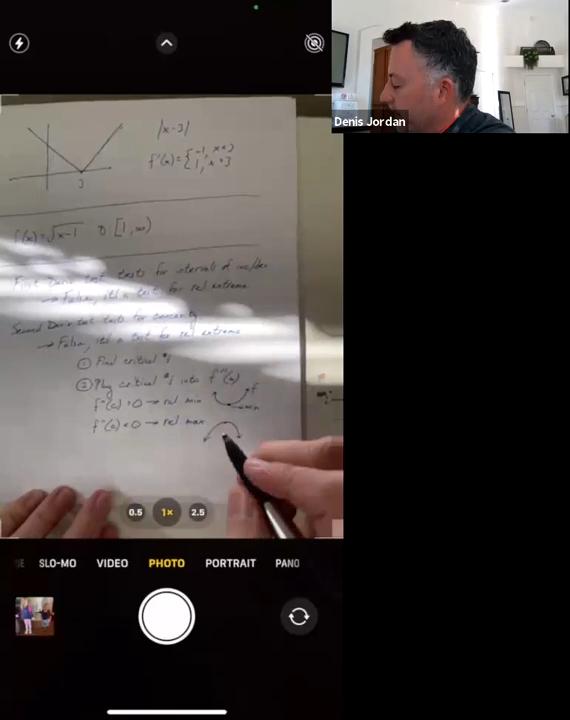 Denis Jordan
|x-3|
f'(x) = { -1, x<3
1, x>3
3
f(x) = √x-1 D: [1, ∞)
First Deriv test tests for intervals of inc/dec
→ False, it's a test for rel extrema
Second Deriv test tests for concavity
→ False, it's a test for rel extrema
① Find critical #s
② Plug critical #s into f''(x)
f''(c) > 0 → rel min
f
min
f''(c) < 0 → rel max
0.5 1× 2.5
SLO-MO VIDEO PHOTO PORTRAIT PANO